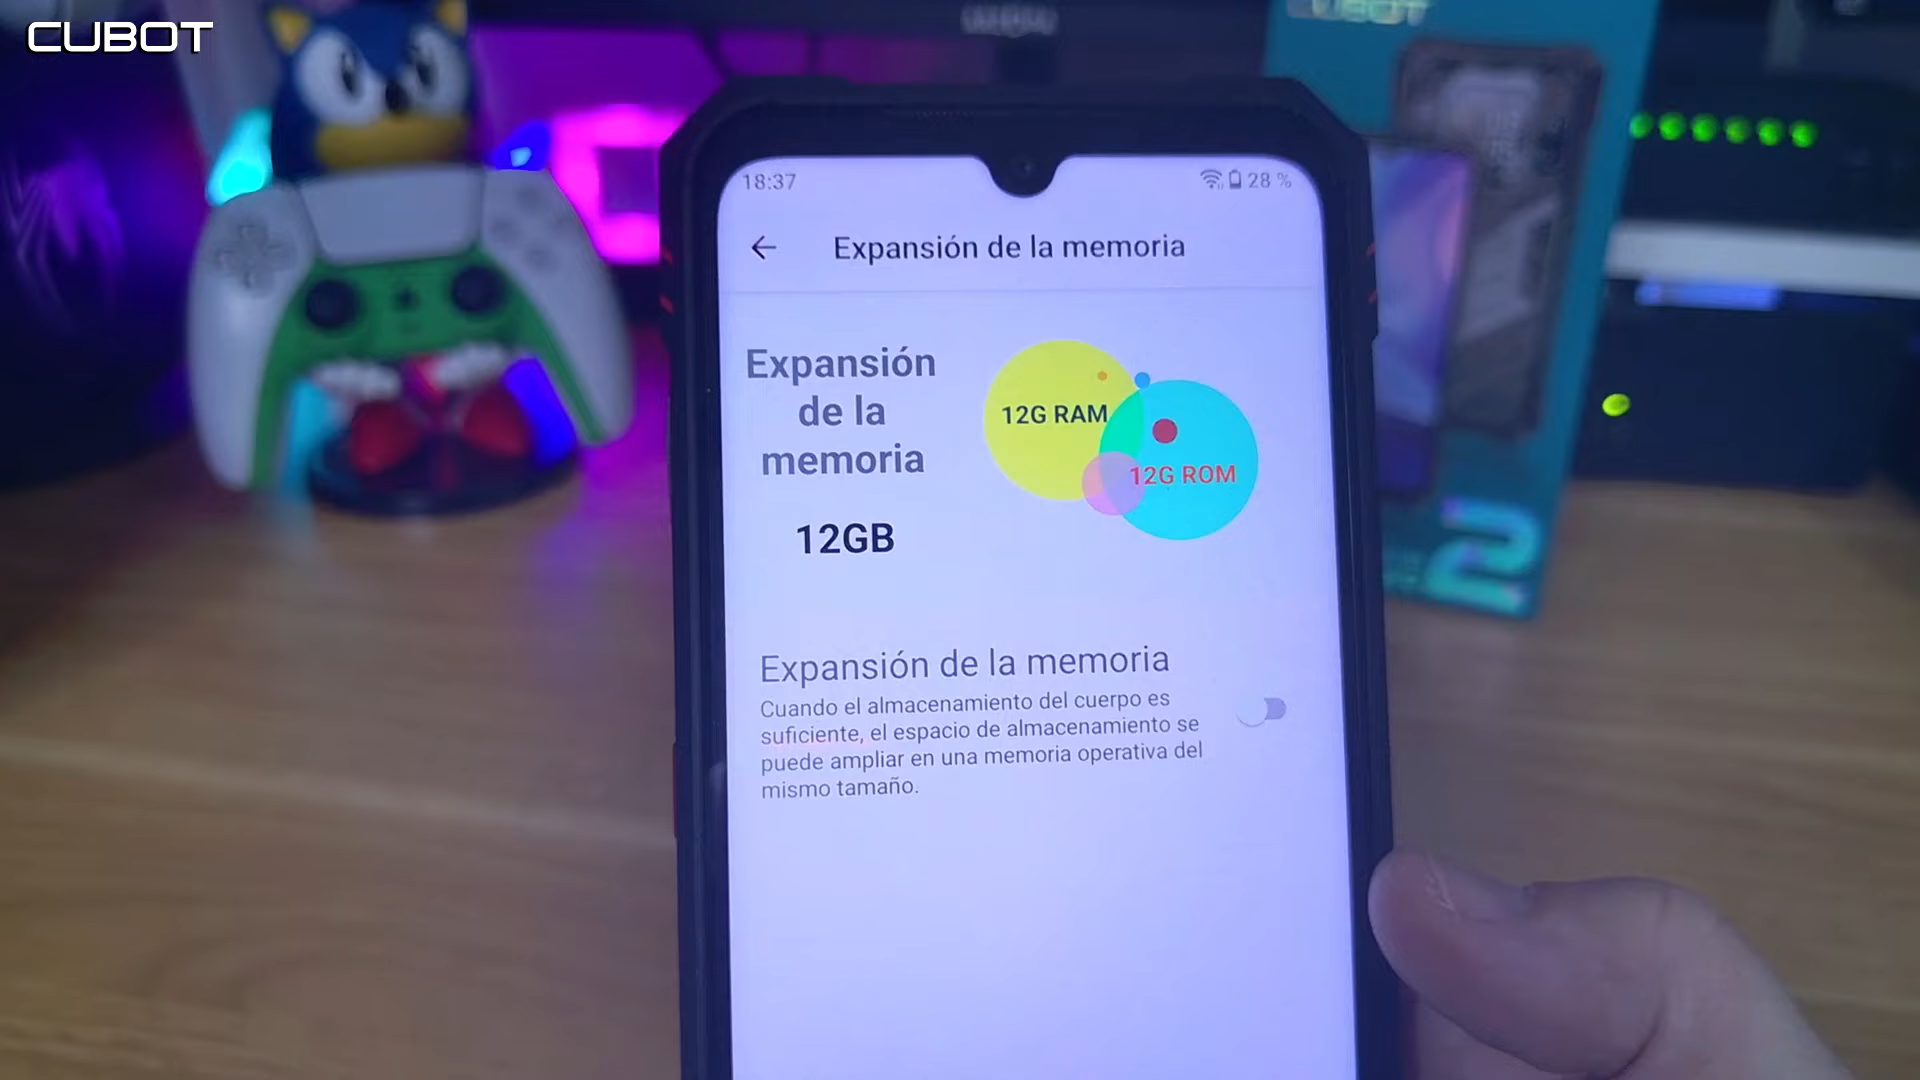 CUBOT
CUBOT
18:37
28 %
Expansión de la memoria
Expansión
de la
memoria
12GB
12G RAM
12G ROM
Expansión de la memoria
Cuando el almacenamiento del cuerpo es
suficiente, el espacio de almacenamiento se
puede ampliar en una memoria operativa del
mismo tamaño.
2